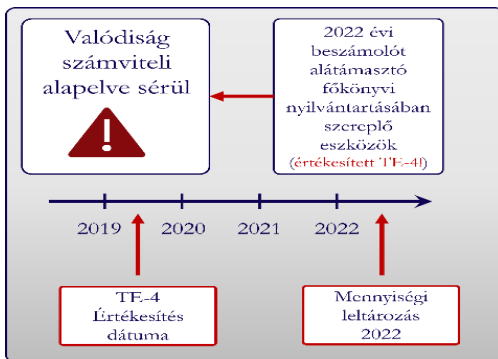 Valódiság
számviteli
alapelve sérül
2022 évi
beszámolót
alátámasztó
főkönyvi
nyilvántartásában
szereplő
eszközök
(értékesített TE-4!)
2019
2020
2021
2022
TE-4
Értékesítés
dátuma
Mennyiségi
leltározás
2022